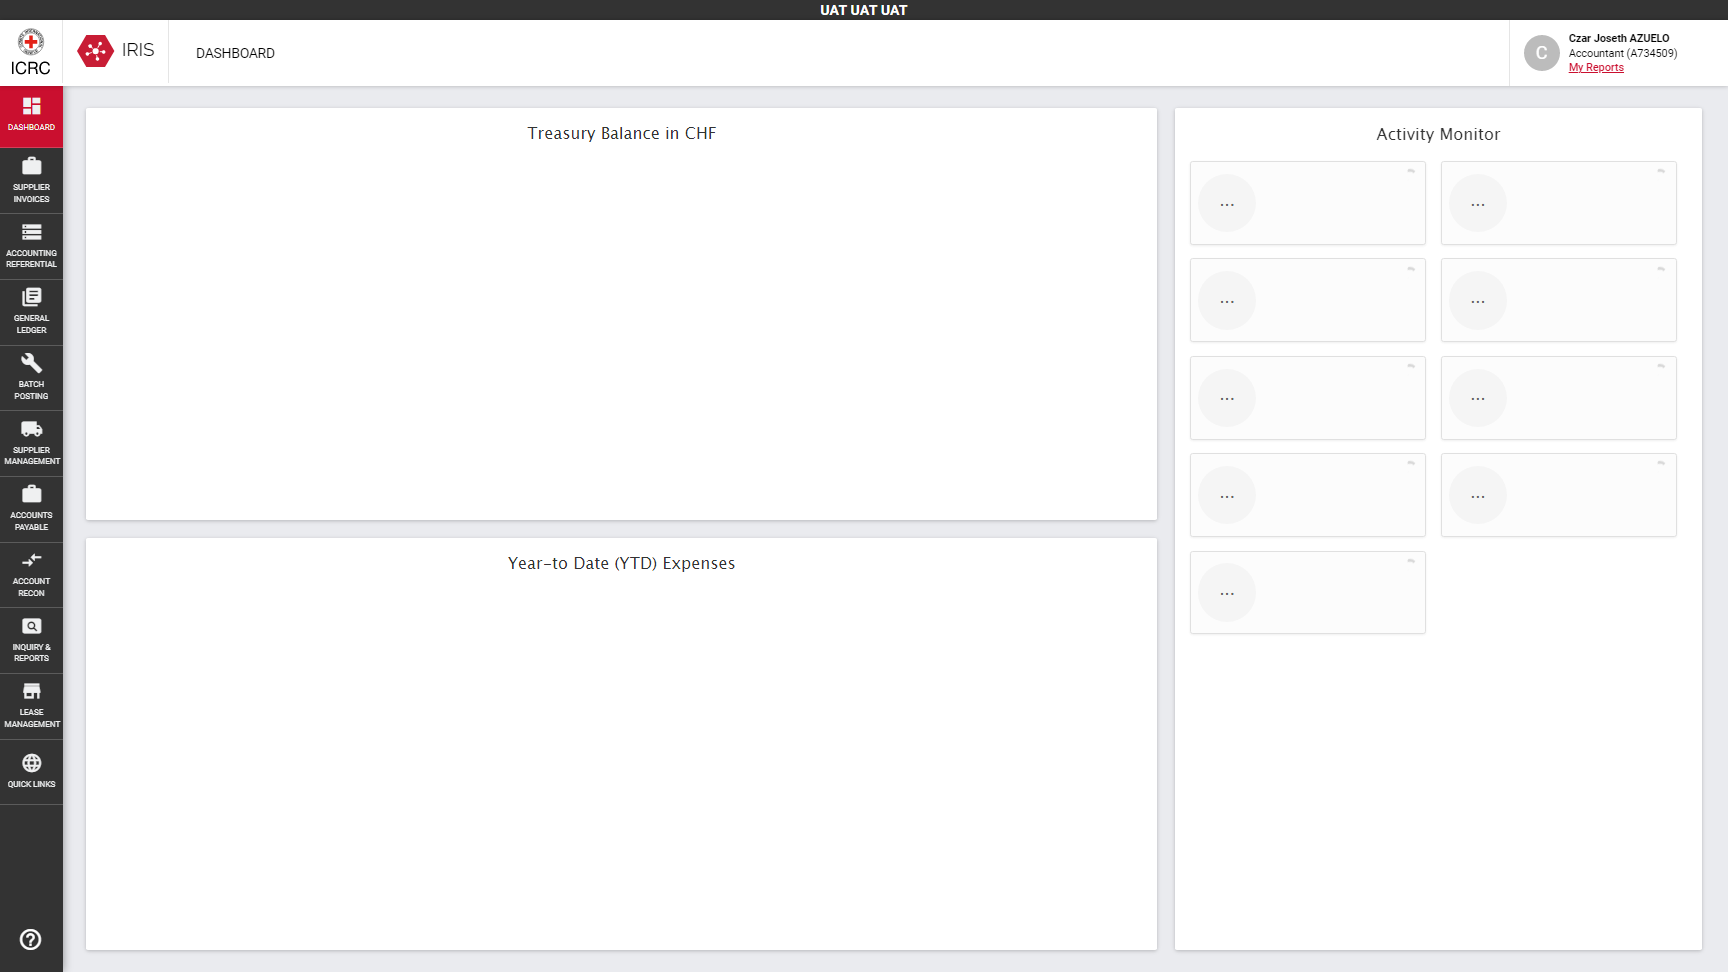 UAT UAT UAT
ICRC
IRIS
DASHBOARD
C
Czar Joseth AZUELO
Accountant (A734509)
My Reports
DASHBOARD
SUPPLIER
INVOICES
ACCOUNTING
REFERENTIAL
GENERAL
LEDGER
BATCH
POSTING
SUPPLIER
MANAGEMENT
ACCOUNTS
PAYABLE
ACCOUNT
RECON
INQUIRY &
REPORTS
LEASE
MANAGEMENT
QUICK LINKS
Treasury Balance in CHF
Year-to Date (YTD) Expenses
Activity Monitor
... ...
... ...
... ...
... ...
...